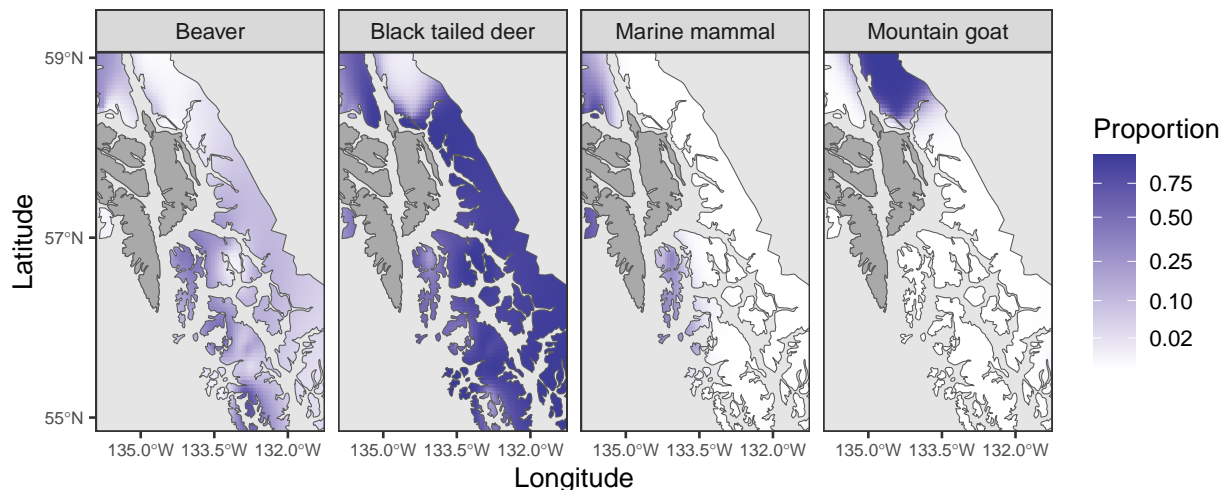 Beaver
Black tailed deer
Marine mammal
Mountain goat
59°N
57°N
55°N
Latitude
135.0°W 133.5°W 132.0°W
135.0°W 133.5°W 132.0°W
135.0°W 133.5°W 132.0°W
135.0°W 133.5°W 132.0°W
Longitude
Proportion
0.75
0.50
0.25
0.10
0.02